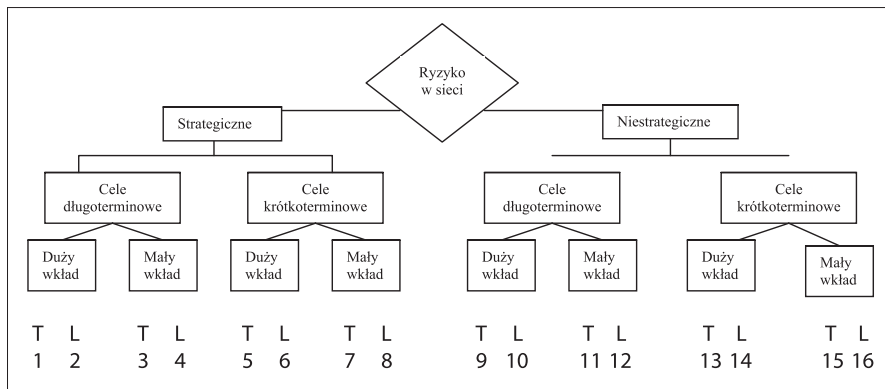 Ryzyko
w sieci
Strategiczne
Niestrategiczne
Cele
długoterminowe
Cele
krótkoterminowe
Cele
długoterminowe
Cele
krótkoterminowe
Duży
wkład
Mały
wkład
Duży
wkład
Mały
wkład
Duży
wkład
Mały
wkład
Duży
wkład
Mały
wkład
T L T L T L T L T L T L T L T L
1 2 3 4 5 6 7 8 9 10 11 12 13 14 15 16